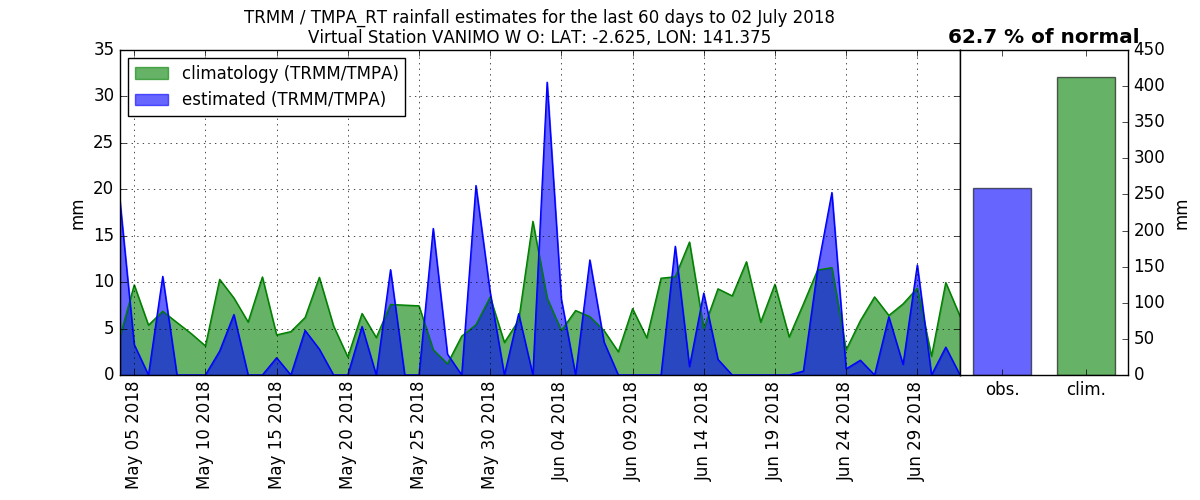 TRMM / TMPA_RT rainfall estimates for the last 60 days to 02 July 2018
Virtual Station VANIMO W O: LAT: -2.625, LON: 141.375
62.7 % of normal
climatology (TRMM/TMPA)
estimated (TRMM/TMPA)
mm
35
30
25
20
15
10
5
0
May 05 2018
May 10 2018
May 15 2018
May 20 2018
May 25 2018
May 30 2018
Jun 04 2018
Jun 09 2018
Jun 14 2018
Jun 19 2018
Jun 24 2018
Jun 29 2018
obs.
clim.
450
400
350
300
250
200
150
100
50
0
mm